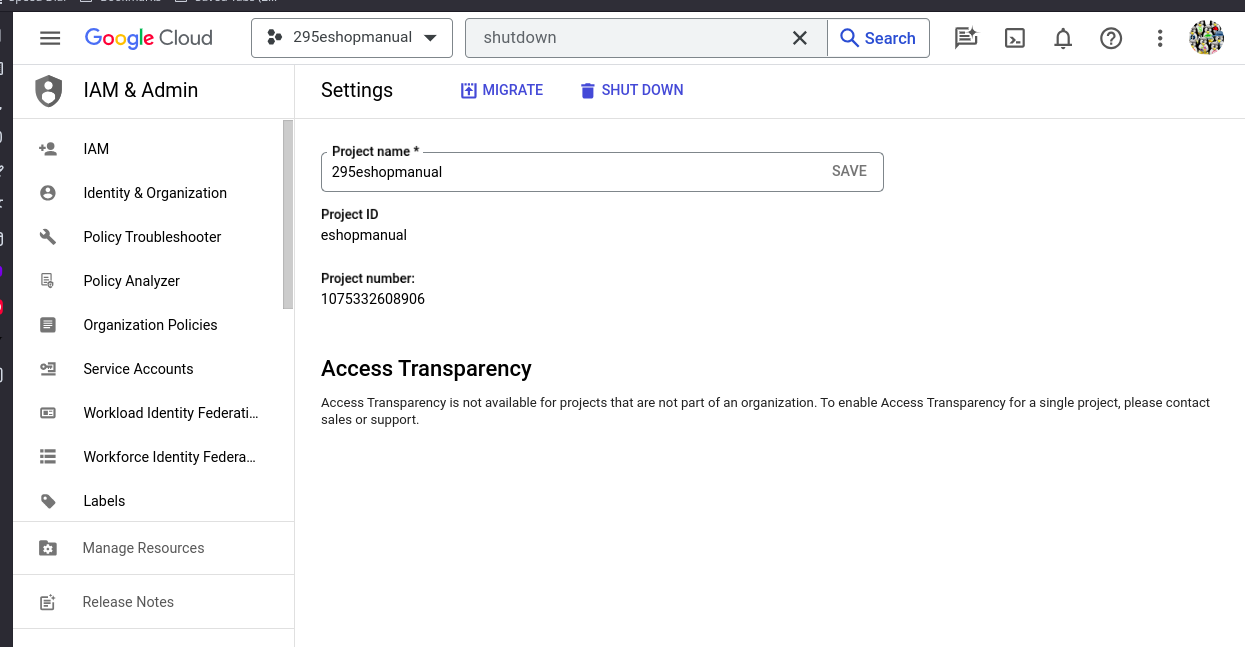 Google Cloud
295eshopmanual
shutdown
Search
IAM & Admin
Settings
MIGRATE
SHUT DOWN
IAM
Identity & Organization
Policy Troubleshooter
Policy Analyzer
Organization Policies
Service Accounts
Workload Identity Federati...
Workforce Identity Federa...
Labels
Manage Resources
Release Notes
Project name *
295eshopmanual
SAVE
Project ID
eshopmanual
Project number:
1075332608906
Access Transparency
Access Transparency is not available for projects that are not part of an organization. To enable Access Transparency for a single project, please contact
sales or support.